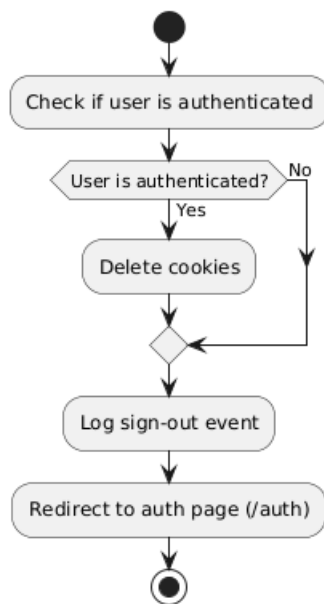 Check if user is authenticated
User is authenticated?
No
Yes
Delete cookies
Log sign-out event
Redirect to auth page (/auth)